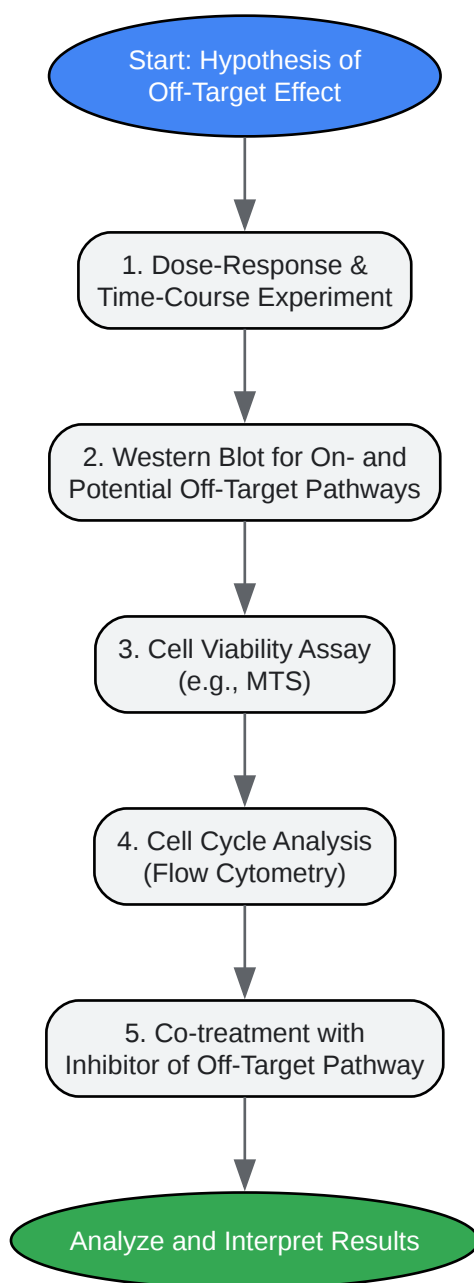 Start: Hypothesis of
Off-Target Effect
1. Dose-Response &
Time-Course Experiment
2. Western Blot for On- and
Potential Off-Target Pathways
3. Cell Viability Assay
(e.g., MTS)
4. Cell Cycle Analysis
(Flow Cytometry)
5. Co-treatment with
Inhibitor of Off-Target Pathway
Analyze and Interpret Results